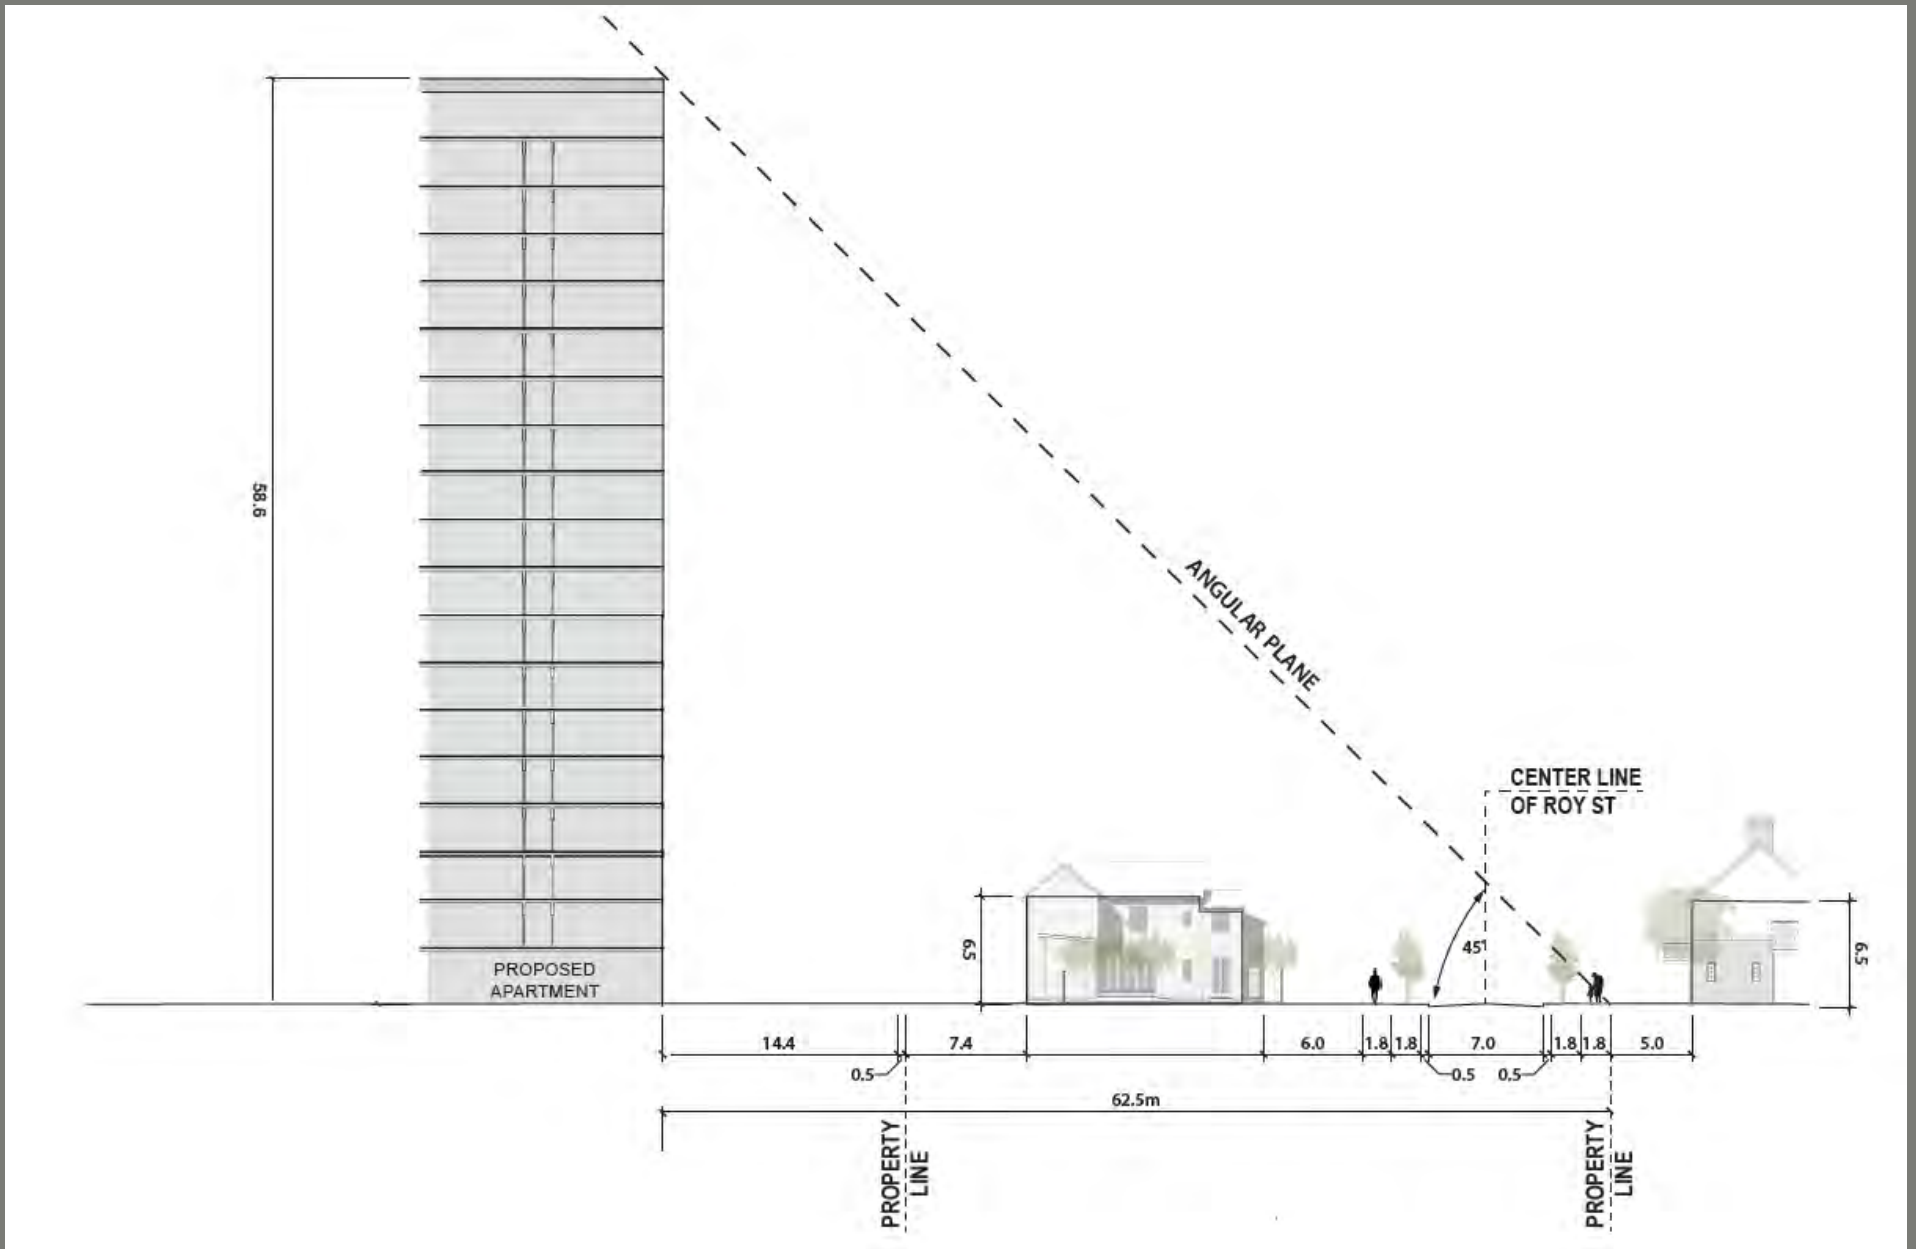 58.6
ANGULAR PLANE
CENTER LINE
OF ROY ST
6.5
45°
6.5
PROPOSED
APARTMENT
14.4
7.4
6.0
1.8
1.8
7.0
1.8
1.8
5.0
0.5
0.5
0.5
62.5m
PROPERTY
LINE
PROPERTY
LINE